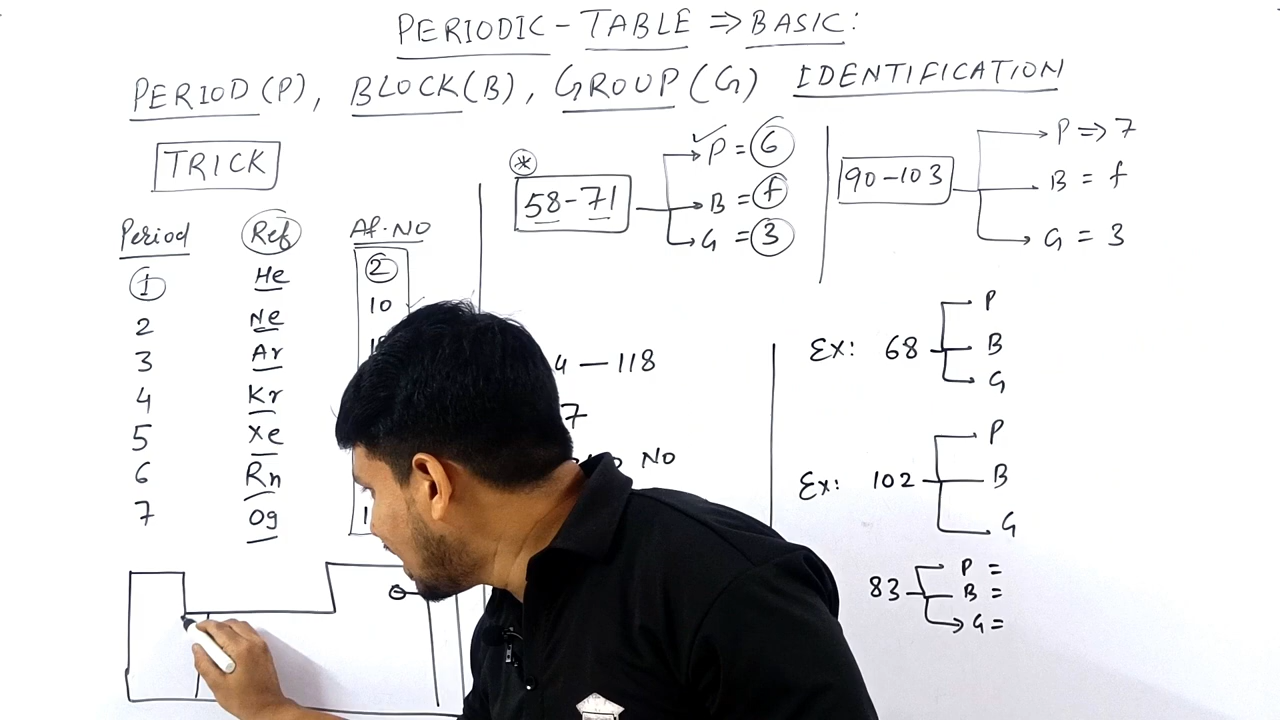 PERIODIC-TABLE ⇒ BASIC:
PERIOD(P), BLOCK(B), GROUP(G) IDENTIFICATION
TRICK
Period Ref At.NO
1 He 2
2 Ne 10
3 Ar
4 Kr
5 Xe
6 Rn
7 Og
*
58-71
P = 6
B = f
G = 3
90-103
P => 7
B = f
G = 3
4 — 118
7
NO
Ex: 68
P
B
G
Ex: 102
P
B
G
83
P =
B =
G =